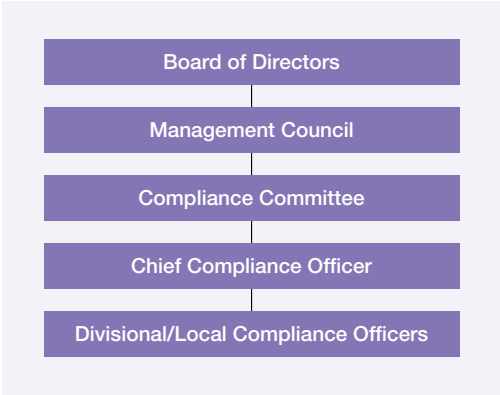 Board of Directors
Management Council
Compliance Committee
Chief Compliance Officer
Divisional/Local Compliance Officers